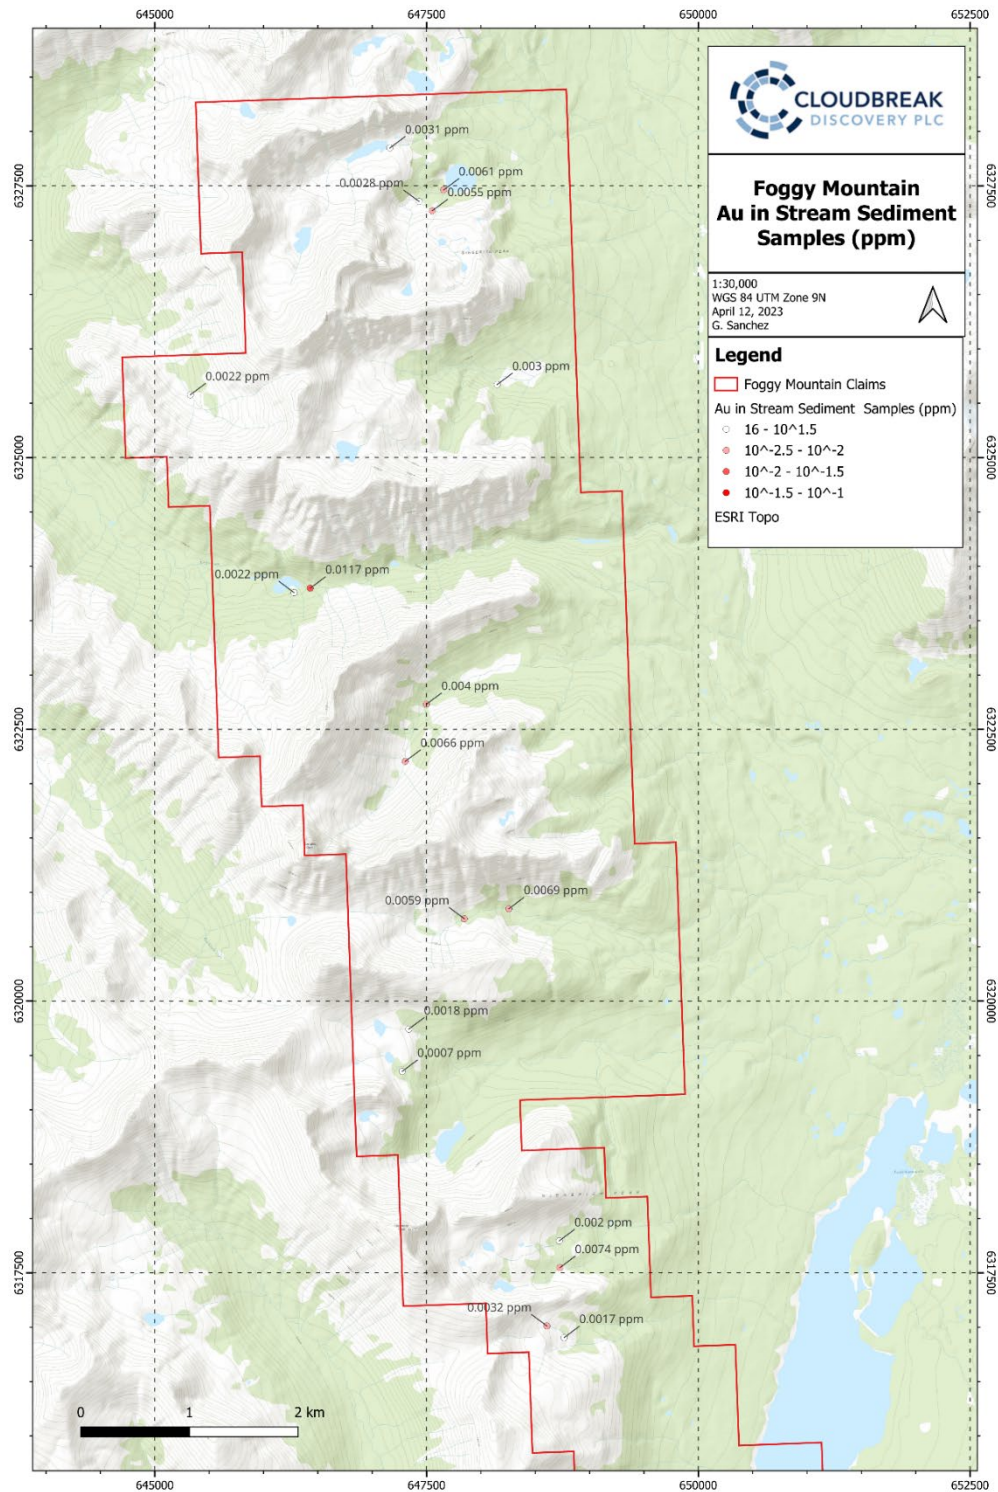 645000
647500
650000
652500
CLOUDBREAK
DISCOVERY PLC
Foggy Mountain
Au in Stream Sediment
Samples (ppm)
1:30,000
WGS 84 UTM Zone 9N
April 12, 2023
G. Sanchez
Legend
Foggy Mountain Claims
Au in Stream Sediment Samples (ppm)
16 - 10^1.5
10^-2.5 - 10^-2
10^-2 - 10^-1.5
10^-1.5 - 10^-1
ESRI Topo
6327500
6327500
0.0031 ppm
0.0061 ppm
0.0028 ppm
0.0055 ppm
0.003 ppm
0.0022 ppm
6325000
6325000
0.0117 ppm
0.0022 ppm
0.004 ppm
6322500
6322500
0.0066 ppm
0.0069 ppm
0.0059 ppm
6320000
6320000
0.0018 ppm
0.0007 ppm
0.002 ppm
0.0074 ppm
6317500
6317500
0.0032 ppm
0.0017 ppm
0
1
2 km
645000
647500
650000
652500